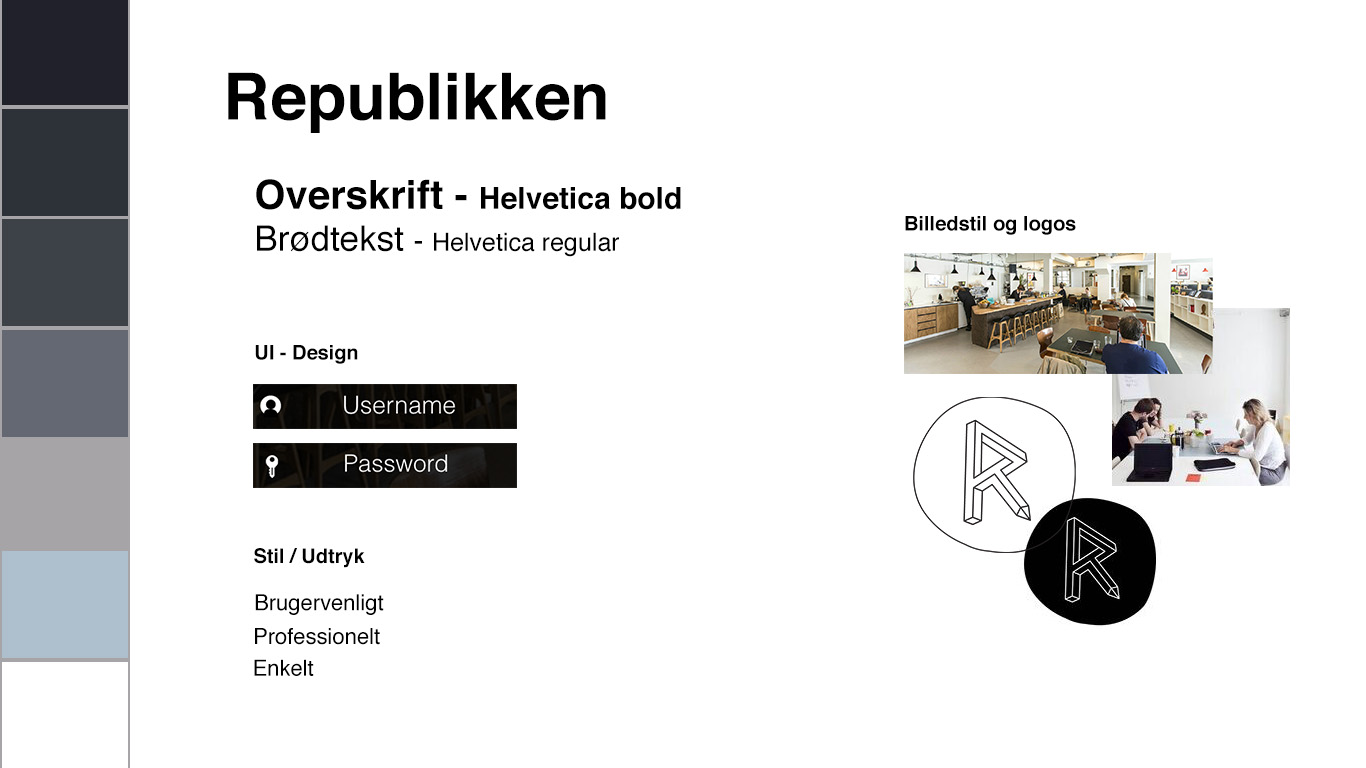 Republikken
Overskrift - Helvetica bold
Brødtekst - Helvetica regular
UI - Design
Username
Password
Stil / Udtryk
Brugervenligt
Professionelt
Enkelt
Billedstil og logos
R
R